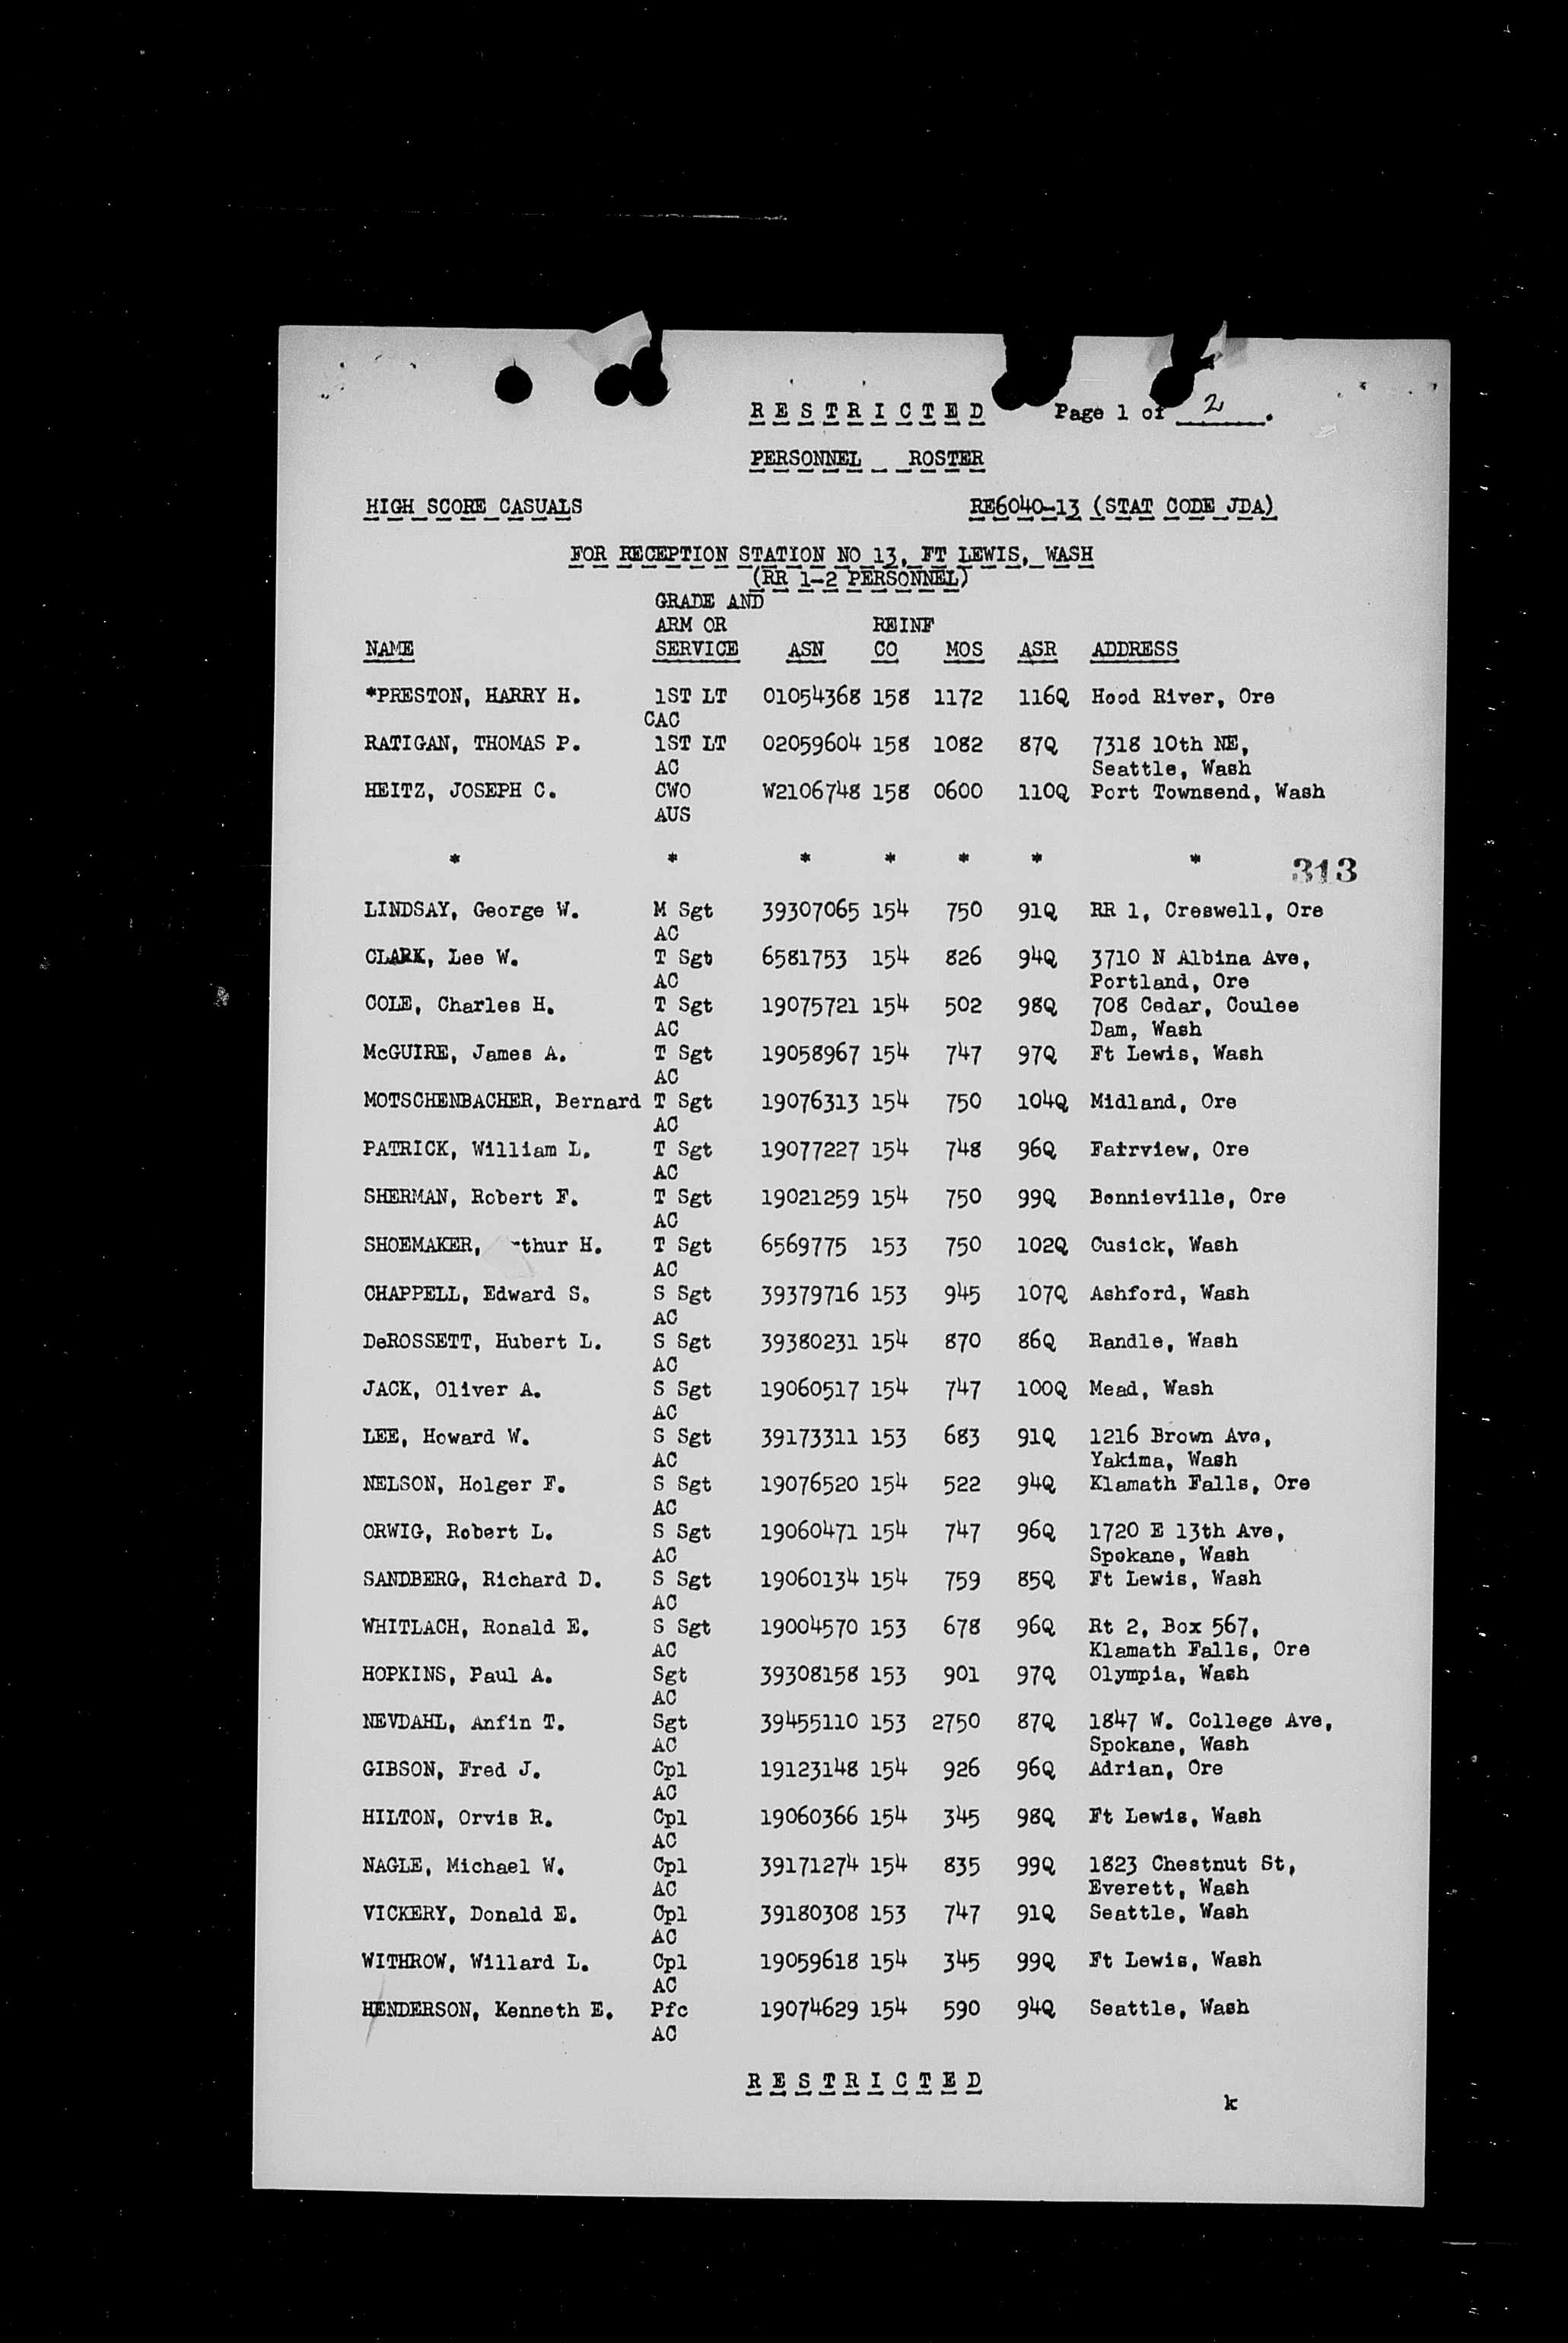 RESTRICTED Page 1 of 2.
PERSONNEL ROSTER
HIGH SCORE CASUALS RE6040-13 (STAT CODE JDA)
FOR RECEPTION STATION NO 13, FT LEWIS, WASH
(RR 1-2 PERSONNEL)
GRADE AND
ARM OR REINF
NAME SERVICE ASN CO MOS ASR ADDRESS
*PRESTON, HARRY H. 1ST LT 01054368 158 1172 116Q Hood River, Ore
CAC
RATIGAN, THOMAS P. 1ST LT 02059604 158 1082 87Q 7318 10th NE,
AC Seattle, Wash
HEITZ, JOSEPH C. CWO W2106748 158 0600 110Q Port Townsend, Wash
AUS
* * * * * * *
313
LINDSAY, George W. M Sgt 39307065 154 750 91Q RR 1, Creswell, Ore
AC
CLARK, Lee W. T Sgt 6581753 154 826 94Q 3710 N Albina Ave,
AC Portland, Ore
COLE, Charles H. T Sgt 19075721 154 502 98Q 708 Cedar, Coulee
AC Dam, Wash
McGUIRE, James A. T Sgt 19058967 154 747 97Q Ft Lewis, Wash
AC
MOTSCHENBACHER, Bernard T Sgt 19076313 154 750 104Q Midland, Ore
AC
PATRICK, William L. T Sgt 19077227 154 748 96Q Fairview, Ore
AC
SHERMAN, Robert F. T Sgt 19021259 154 750 99Q Bonnieville, Ore
AC
SHOEMAKER, thur H. T Sgt 6569775 153 750 102Q Cusick, Wash
AC
CHAPPELL, Edward S. S Sgt 39379716 153 945 107Q Ashford, Wash
AC
DeROSSETT, Hubert L. S Sgt 39380231 154 870 86Q Randle, Wash
AC
JACK, Oliver A. S Sgt 19060517 154 747 100Q Mead, Wash
AC
LEE, Howard W. S Sgt 39173311 153 683 91Q 1216 Brown Ave,
AC Yakima, Wash
NELSON, Holger F. S Sgt 19076520 154 522 94Q Klamath Falls, Ore
AC
ORWIG, Robert L. S Sgt 19060471 154 747 96Q 1720 E 13th Ave,
AC Spokane, Wash
SANDBERG, Richard D. S Sgt 19060134 154 759 85Q Ft Lewis, Wash
AC
WHITLACH, Ronald E. S Sgt 19004570 153 678 96Q Rt 2, Box 567,
AC Klamath Falls, Ore
HOPKINS, Paul A. Sgt 39308158 153 901 97Q Olympia, Wash
AC
NEVDAHL, Anfin T. Sgt 39455110 153 2750 87Q 1847 W. College Ave,
AC Spokane, Wash
GIBSON, Fred J. Cpl 19123148 154 926 96Q Adrian, Ore
AC
HILTON, Orvis R. Cpl 19060366 154 345 98Q Ft Lewis, Wash
AC
NAGLE, Michael W. Cpl 39171274 154 835 99Q 1823 Chestnut St,
AC Everett, Wash
VICKERY, Donald E. Cpl 39180308 153 747 91Q Seattle, Wash
AC
WITHROW, Willard L. Cpl 19059618 154 345 99Q Ft Lewis, Wash
AC
HENDERSON, Kenneth E. Pfc 19074629 154 590 94Q Seattle, Wash
AC
RESTRICTED
k